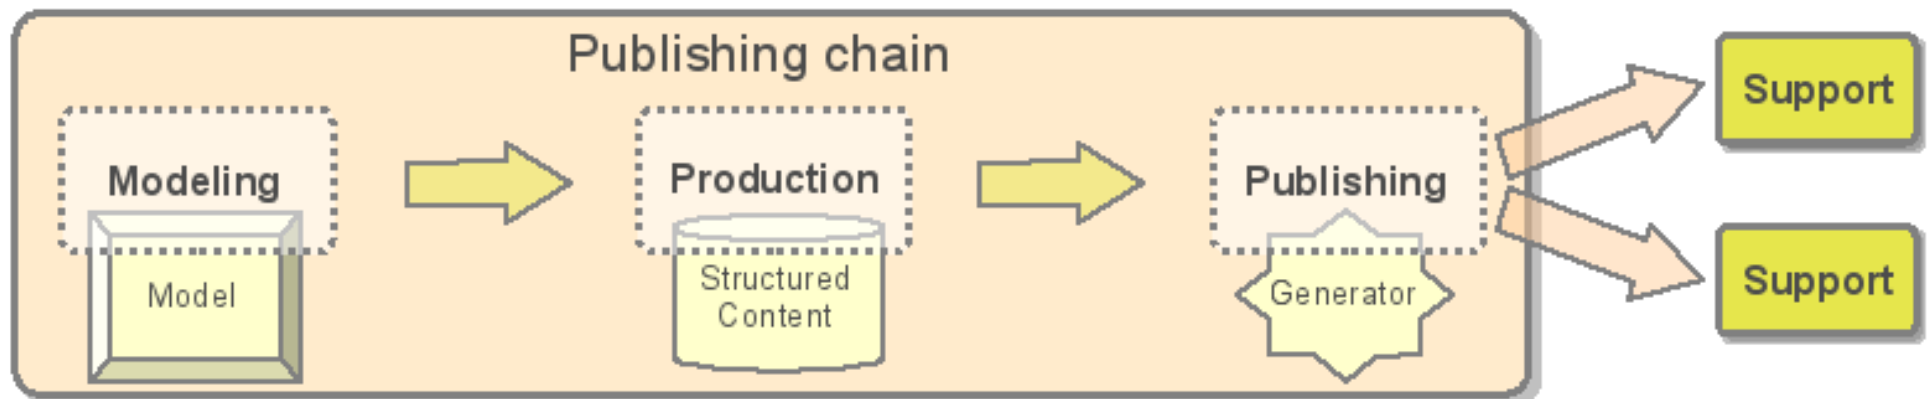 Publishing chain
Modeling
Model
Production
Structured
Content
Publishing
Generator
Support
Support